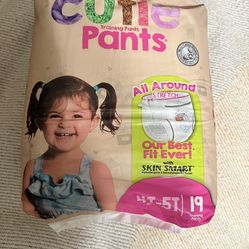 cutie
Training Pants
Pants
All Around
STRETCH!
Our Best
Fit Ever!
with
SKIN SMART
4T-5T
19